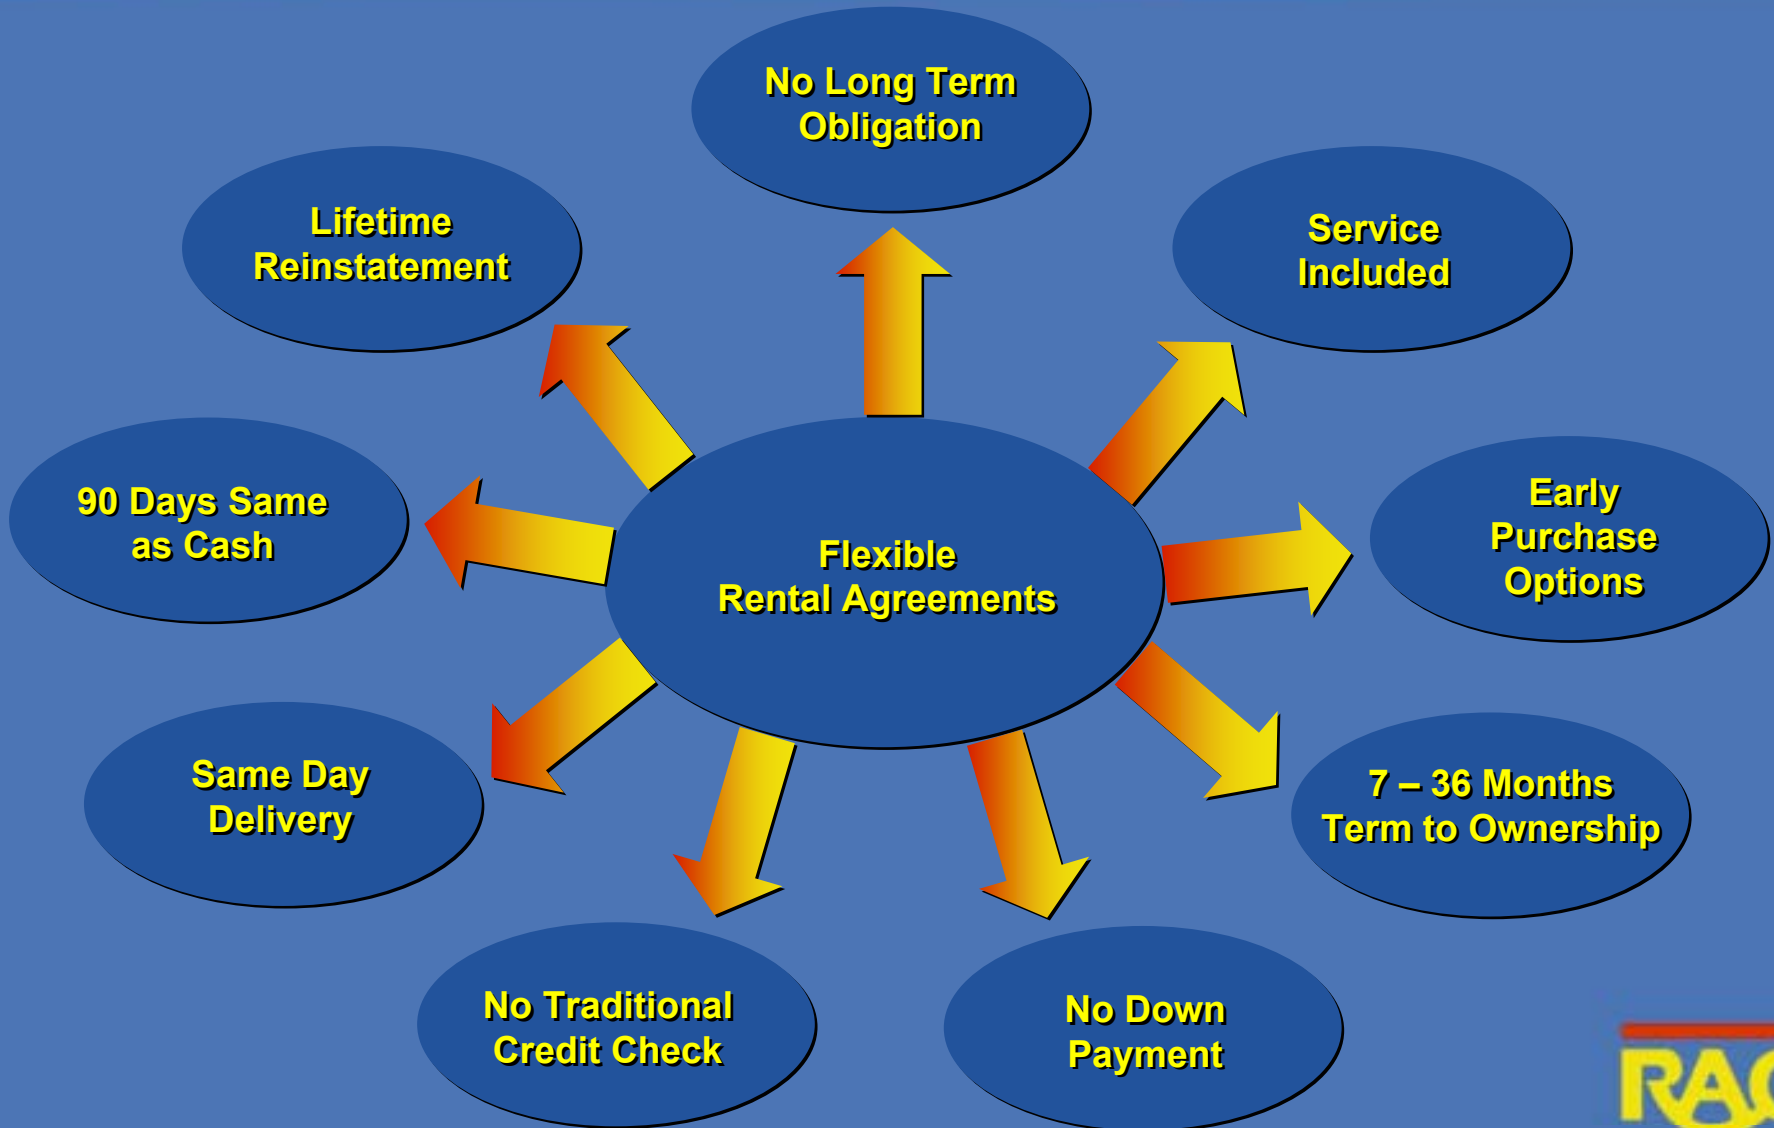 No Long Term
Obligation
Lifetime
Reinstatement
Service
Included
90 Days Same
as Cash
Early
Purchase
Options
Flexible
Rental Agreements
Same Day
Delivery
7 – 36 Months
Term to Ownership
No Traditional
Credit Check
No Down
Payment
RAC